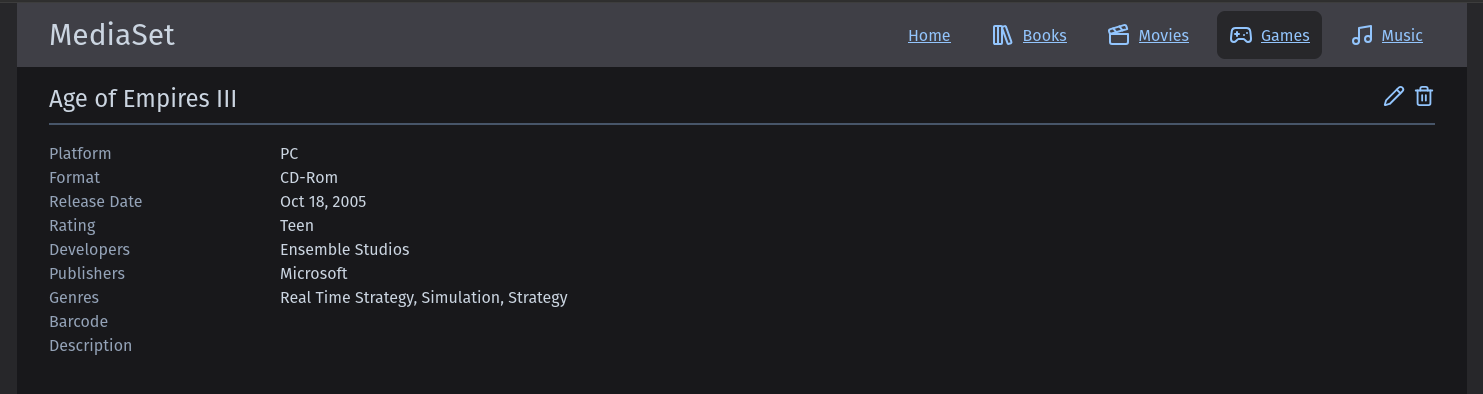 MediaSet Home Books Movies Games Music
Age of Empires III
Platform PC
Format CD-Rom
Release Date Oct 18, 2005
Rating Teen
Developers Ensemble Studios
Publishers Microsoft
Genres Real Time Strategy, Simulation, Strategy
Barcode
Description